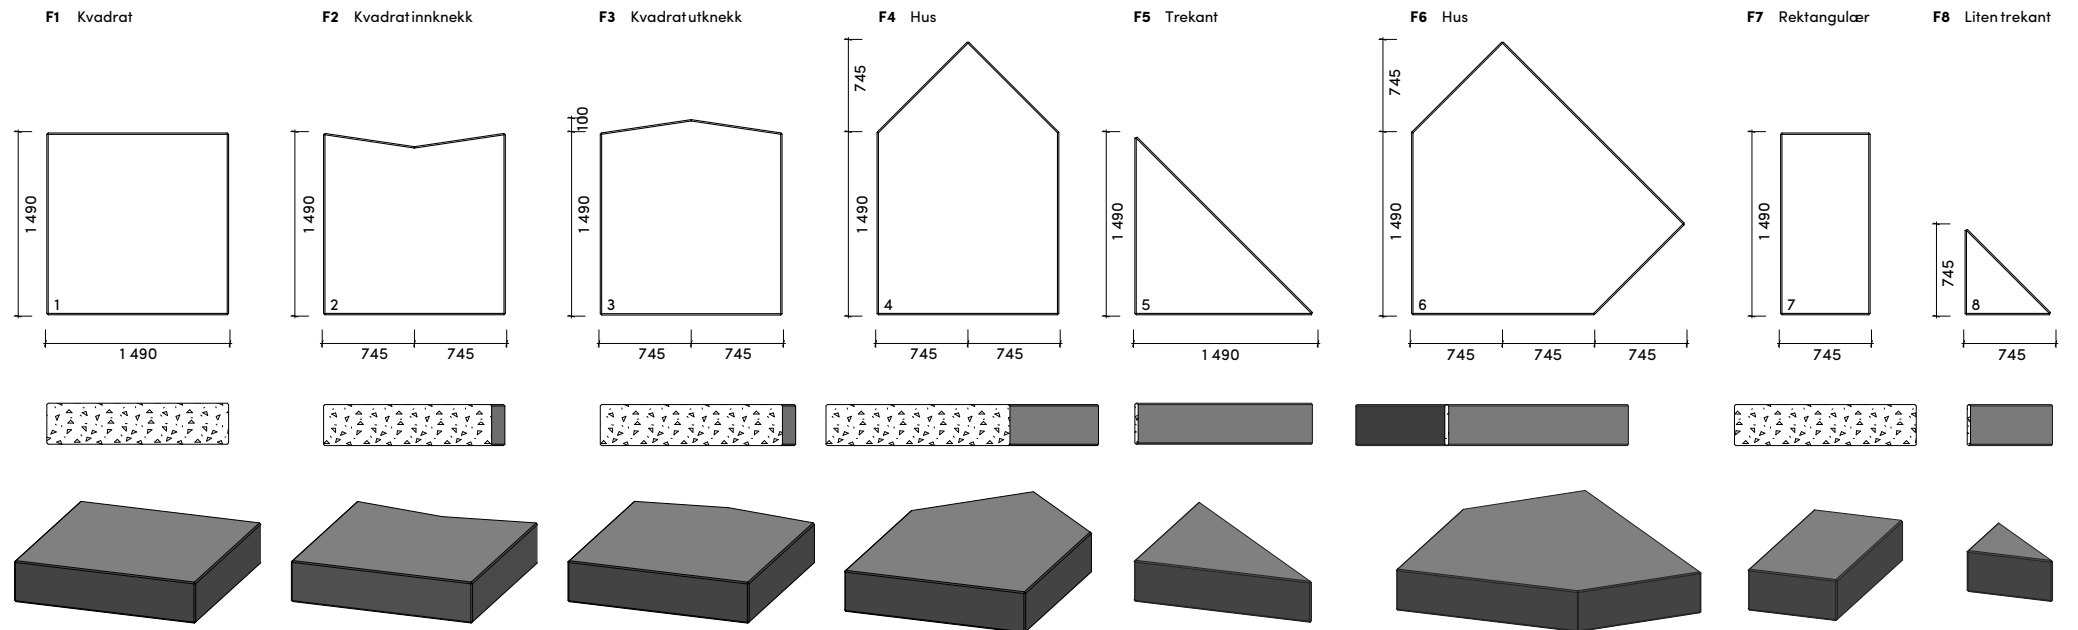 F1 Kvadrat
F2 Kvadrat innknekk
F3 Kvadrat utknekk
F4 Hus
F5 Trekant
F6 Hus
F7 Rektangulær
F8 Liten trekant
1 490
1
1 490
1 490
2
745 745
100
1 490
3
745 745
745
1 490
4
745 745
1 490
5
1 490
745
1 490
6
745 745 745
1 490
7
745
745
8
745